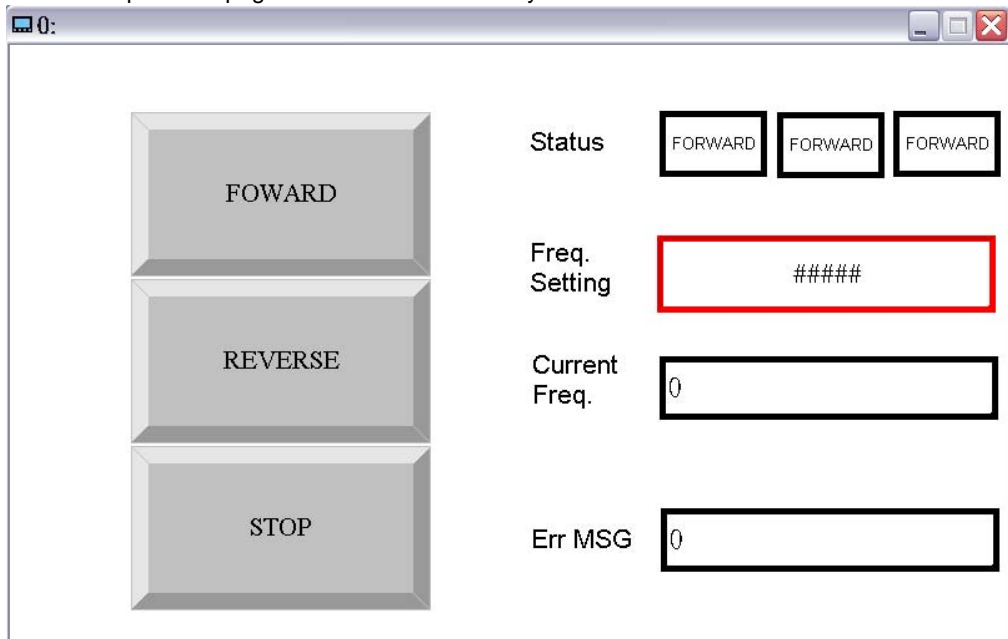 0:
FOWARD
REVERSE
STOP
Status
FORWARD FORWARD FORWARD
Freq.
Setting
#####
Current
Freq.
0
Err MSG
0